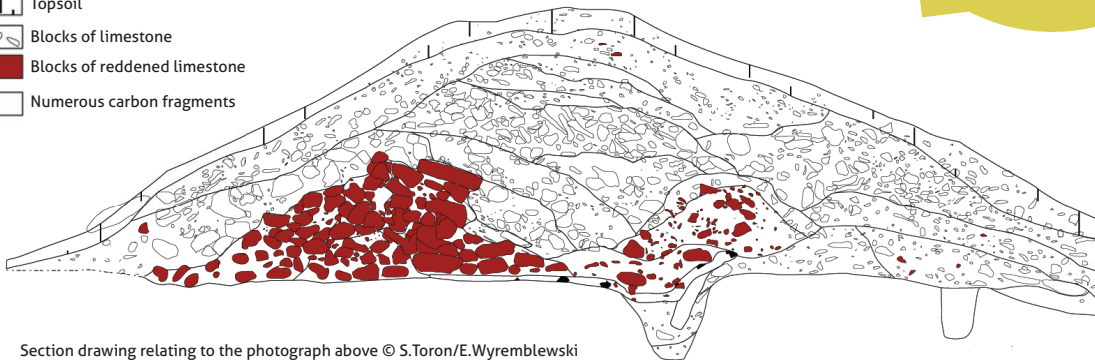 Topsoil
Blocks of limestone
Blocks of reddened limestone
Numerous carbon fragments
Section drawing relating to the photograph above © S.Toron/E.Wyremblewski